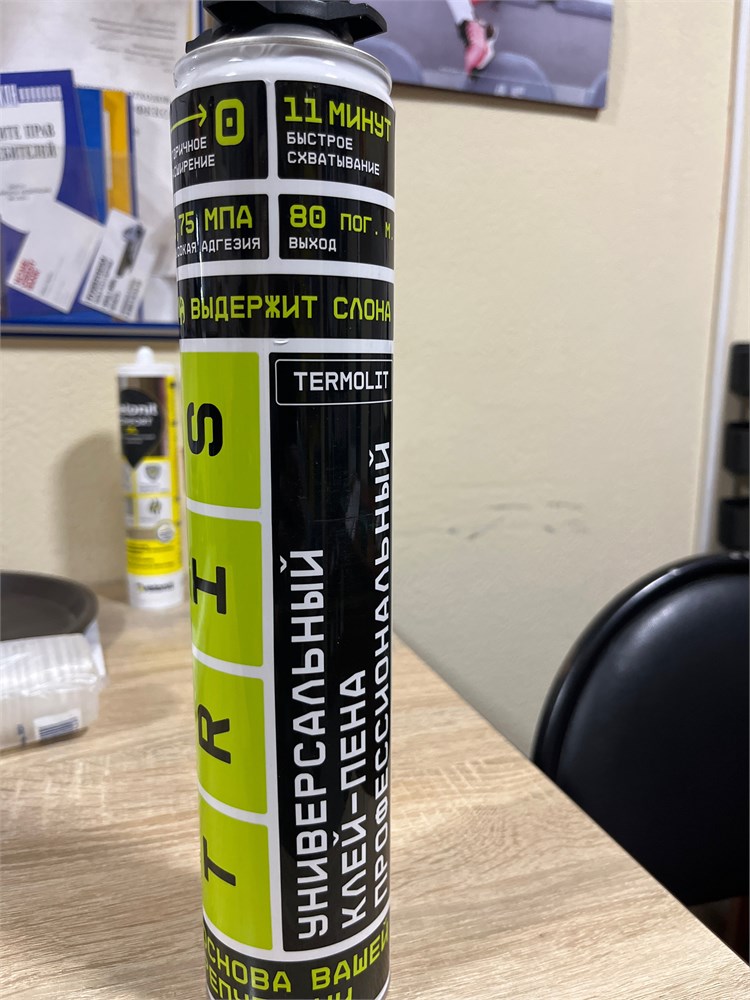 →0
11 МИНУТ
БЫСТРОЕ
СХВАТЫВАНИЕ
,75 МПА
АДГЕЗИЯ
80 ПОГ. М.
ВЫХОД
ВЫДЕРЖИТ СЛОНА
TERMOLIT
TRIS
УНИВЕРСАЛЬНЫЙ
КЛЕЙ-ПЕНА
ПРОФЕССИОНАЛЬНЫЙ
ОСНОВА ВАШЕЙ